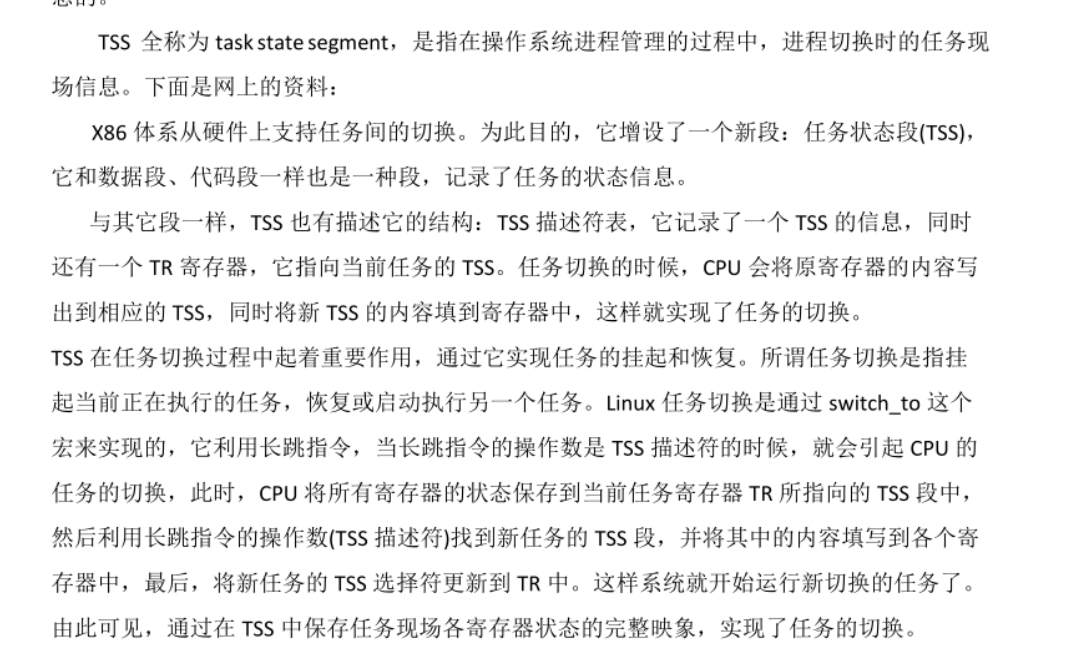 TSS 全称为 task state segment，是指在操作系统进程管理的过程中，进程切换时的任务现
场信息。下面是网上的资料：
X86 体系从硬件上支持任务间的切换。为此目的，它增设了一个新段：任务状态段(TSS)，
它和数据段、代码段一样也是一种段，记录了任务的状态信息。
与其它段一样，TSS 也有描述它的结构：TSS 描述符表，它记录了一个 TSS 的信息，同时
还有一个 TR 寄存器，它指向当前任务的 TSS。任务切换的时候，CPU 会将原寄存器的内容写
出到相应的 TSS，同时将新 TSS 的内容填到寄存器中，这样就实现了任务的切换。
TSS 在任务切换过程中起着重要作用，通过它实现任务的挂起和恢复。所谓任务切换是指挂
起当前正在执行的任务，恢复或启动执行另一个任务。Linux 任务切换是通过 switch_to 这个
宏来实现的，它利用长跳指令，当长跳指令的操作数是 TSS 描述符的时候，就会引起 CPU 的
任务的切换，此时，CPU 将所有寄存器的状态保存到当前任务寄存器 TR 所指向的 TSS 段中，
然后利用长跳指令的操作数(TSS 描述符)找到新任务的 TSS 段，并将其中的内容填写到各个寄
存器中，最后，将新任务的 TSS 选择符更新到 TR 中。这样系统就开始运行新切换的任务了。
由此可见，通过在 TSS 中保存任务现场各寄存器状态的完整映象，实现了任务的切换。